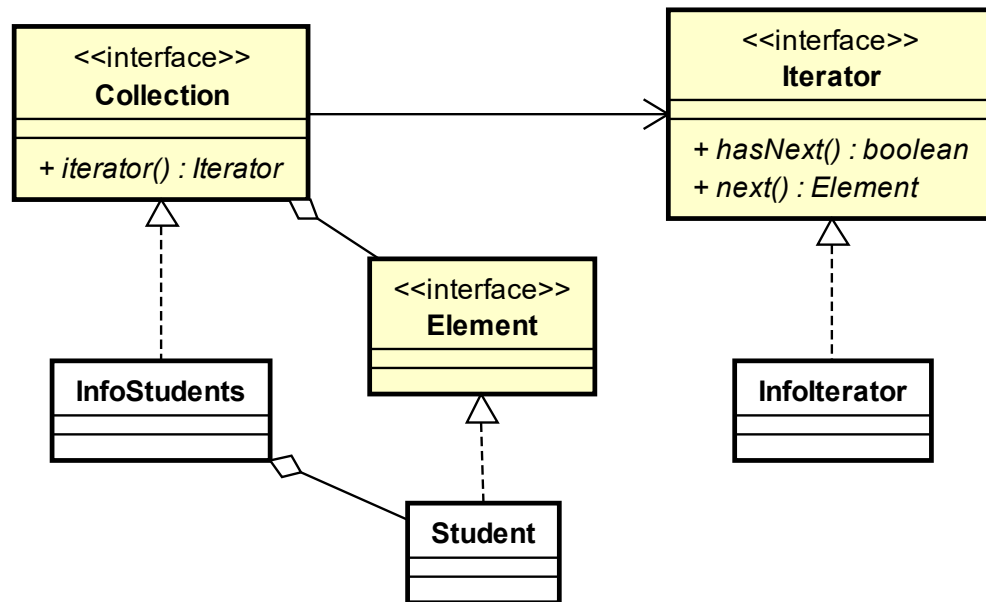 <<interface>>
Collection
+ iterator() : Iterator
<<interface>>
Iterator
+ hasNext() : boolean
+ next() : Element
<<interface>>
Element
InfoStudents
InfoIterator
Student